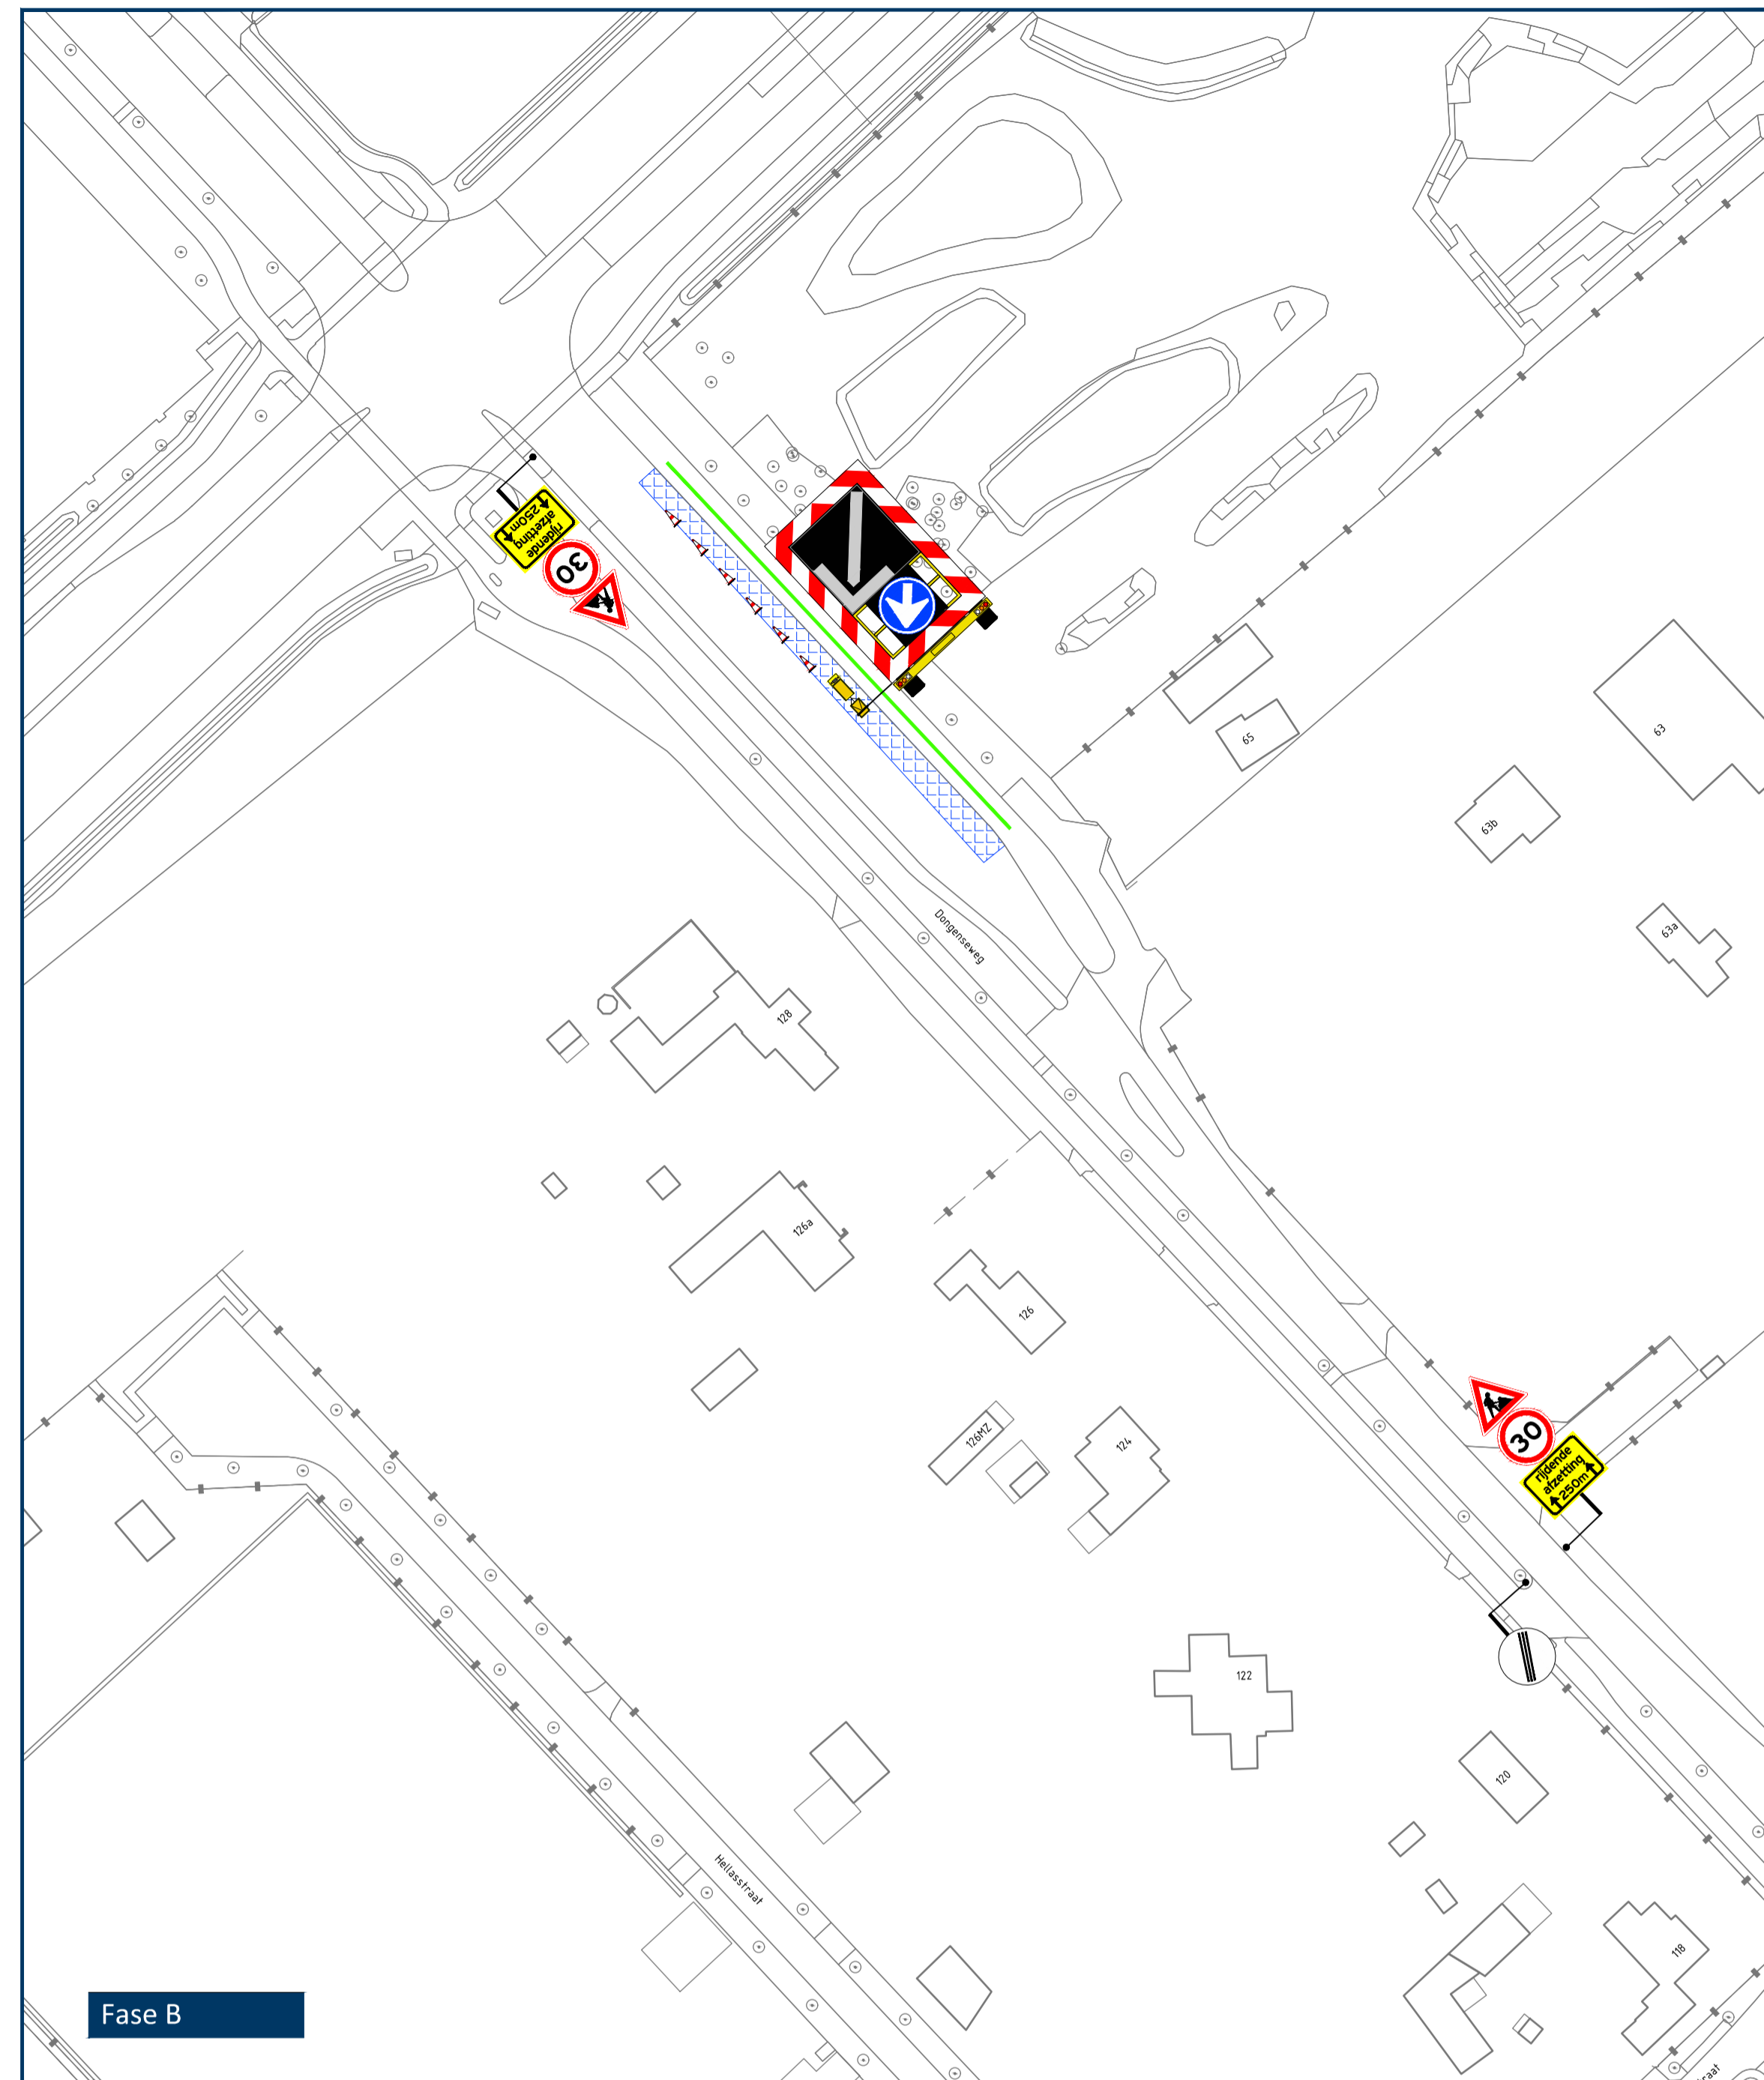 rijdende
afzetting
250m
30
65
63
63b
63a
Dongenseweg
128
126a
126
126MZ
124
30
rijdende
afzetting
250m
122
120
Hellasstraat
118
raat
Fase B